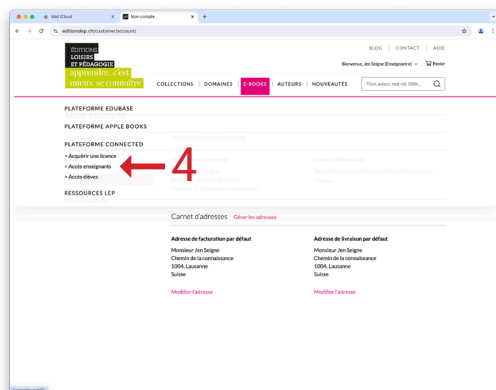 Mail iCloud
Mon compte
editionslep.ch/customer/account/
ÉDITIONS
LOISIRS
ET PÉDAGOGIE
apprendre, c'est
mieux se connaître
BLOG | CONTACT | AIDE
Bienvenue, Jen Seigne (Enseignant·e)
Panier
COLLECTIONS | DOMAINES | E-BOOKS | AUTEURS | NOUVEAUTÉS
Titre, auteur, mot-clé, ISBN...
PLATEFORME EDUBASE
PLATEFORME APPLE BOOKS
PLATEFORME CONNECTED
> Acquérir une licence
> Accès enseignants
> Accès élèves
4
RESSOURCES LEP
Carnet d'adresses Gérer les adresses
Adresse de facturation par défaut
Monsieur Jen Seigne
Chemin de la connaissance
1004, Lausanne
Suisse
Modifier l'adresse
Adresse de livraison par défaut
Monsieur Jen Seigne
Chemin de la connaissance
1004, Lausanne
Suisse
Modifier l'adresse